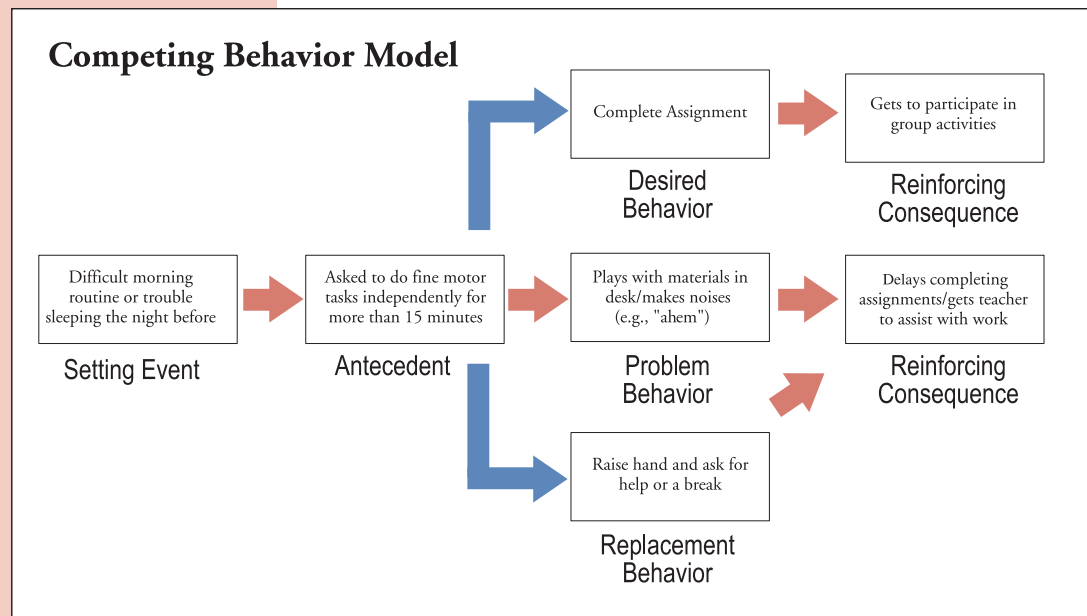 Competing Behavior Model
Complete Assignment
Desired
Behavior
Gets to participate in
group activities
Reinforcing
Consequence
Difficult morning
routine or trouble
sleeping the night before
Setting Event
Asked to do fine motor
tasks independently for
more than 15 minutes
Antecedent
Plays with materials in
desk/makes noises
(e.g., "ahem")
Problem
Behavior
Delays completing
assignments/gets teacher
to assist with work
Reinforcing
Consequence
Raise hand and ask for
help or a break
Replacement
Behavior